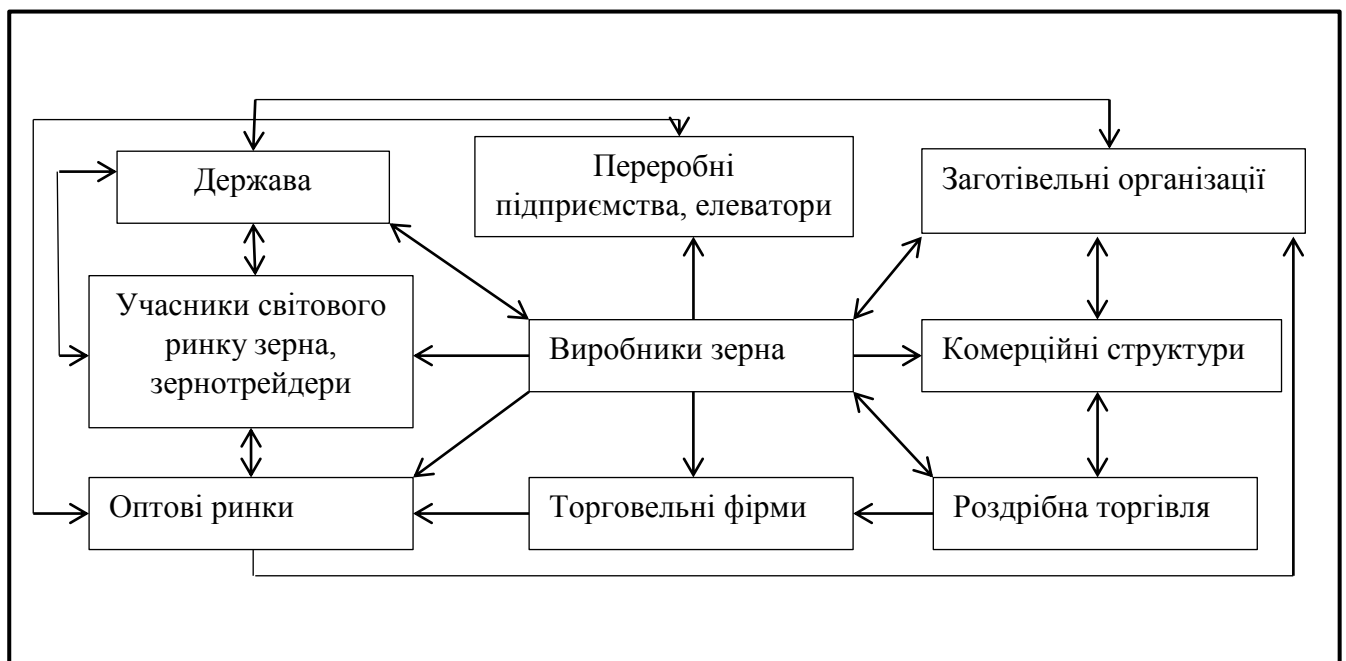 Держава
Переробні
підприємства, елеватори
Заготівельні організації
Учасники світового
ринку зерна,
зернотрейдери
Виробники зерна
Комерційні структури
Оптові ринки
Торговельні фірми
Роздрібна торгівля